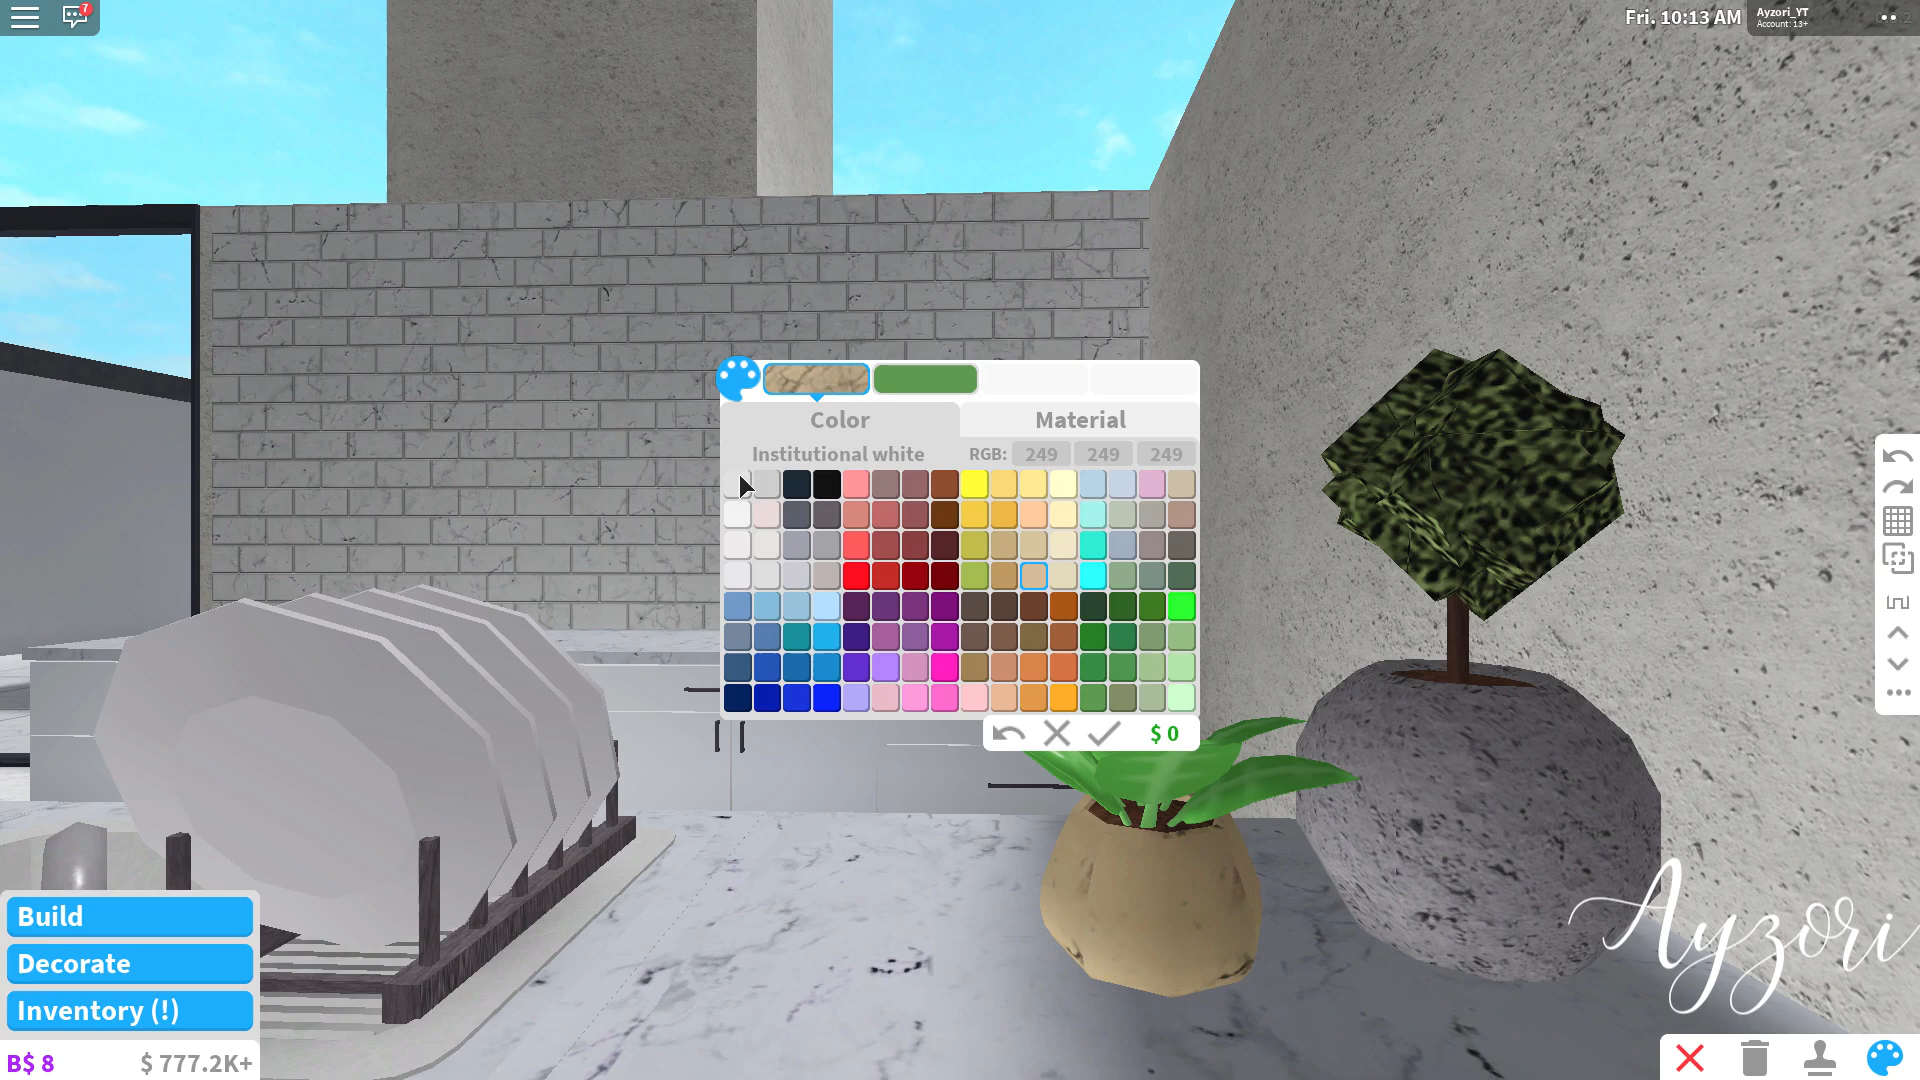 7
Fri. 10:13 AM
Ayzori_YT
Account: 13+
Color
Material
Institutional white
RGB: 249 249 249
$ 0
Build
Decorate
Inventory (!)
B$ 8
$ 777.2K+
Ayzori